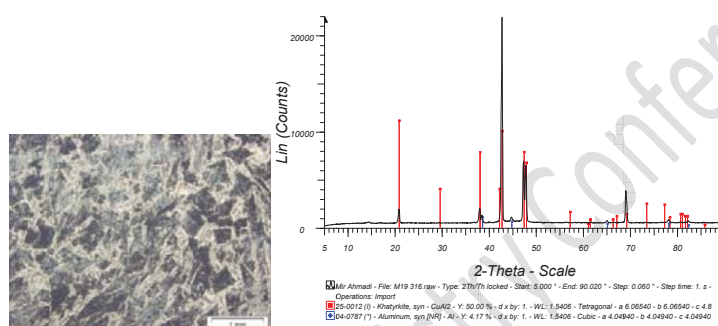 Lin (Counts)
20000
10000
0
5 10 20 30 40 50 60 70 80
2-Theta - Scale
Mir Ahmadi - File: M19 316.raw - Type: 2Th/Th locked - Start: 5.000 ° - End: 90.020 ° - Step: 0.060 ° - Step time: 1. s -
Operations: Import
25-0012 (I) - Khatyrkite, syn - CuAl2 - Y: 50.00 % - d x by: 1. - WL: 1.5406 - Tetragonal - a 6.06540 - b 6.06540 - c 4.8
04-0787 (*) - Aluminum, syn [NR] - Al - Y: 4.17 % - d x by: 1. - WL: 1.5406 - Cubic - a 4.04940 - b 4.04940 - c 4.04940